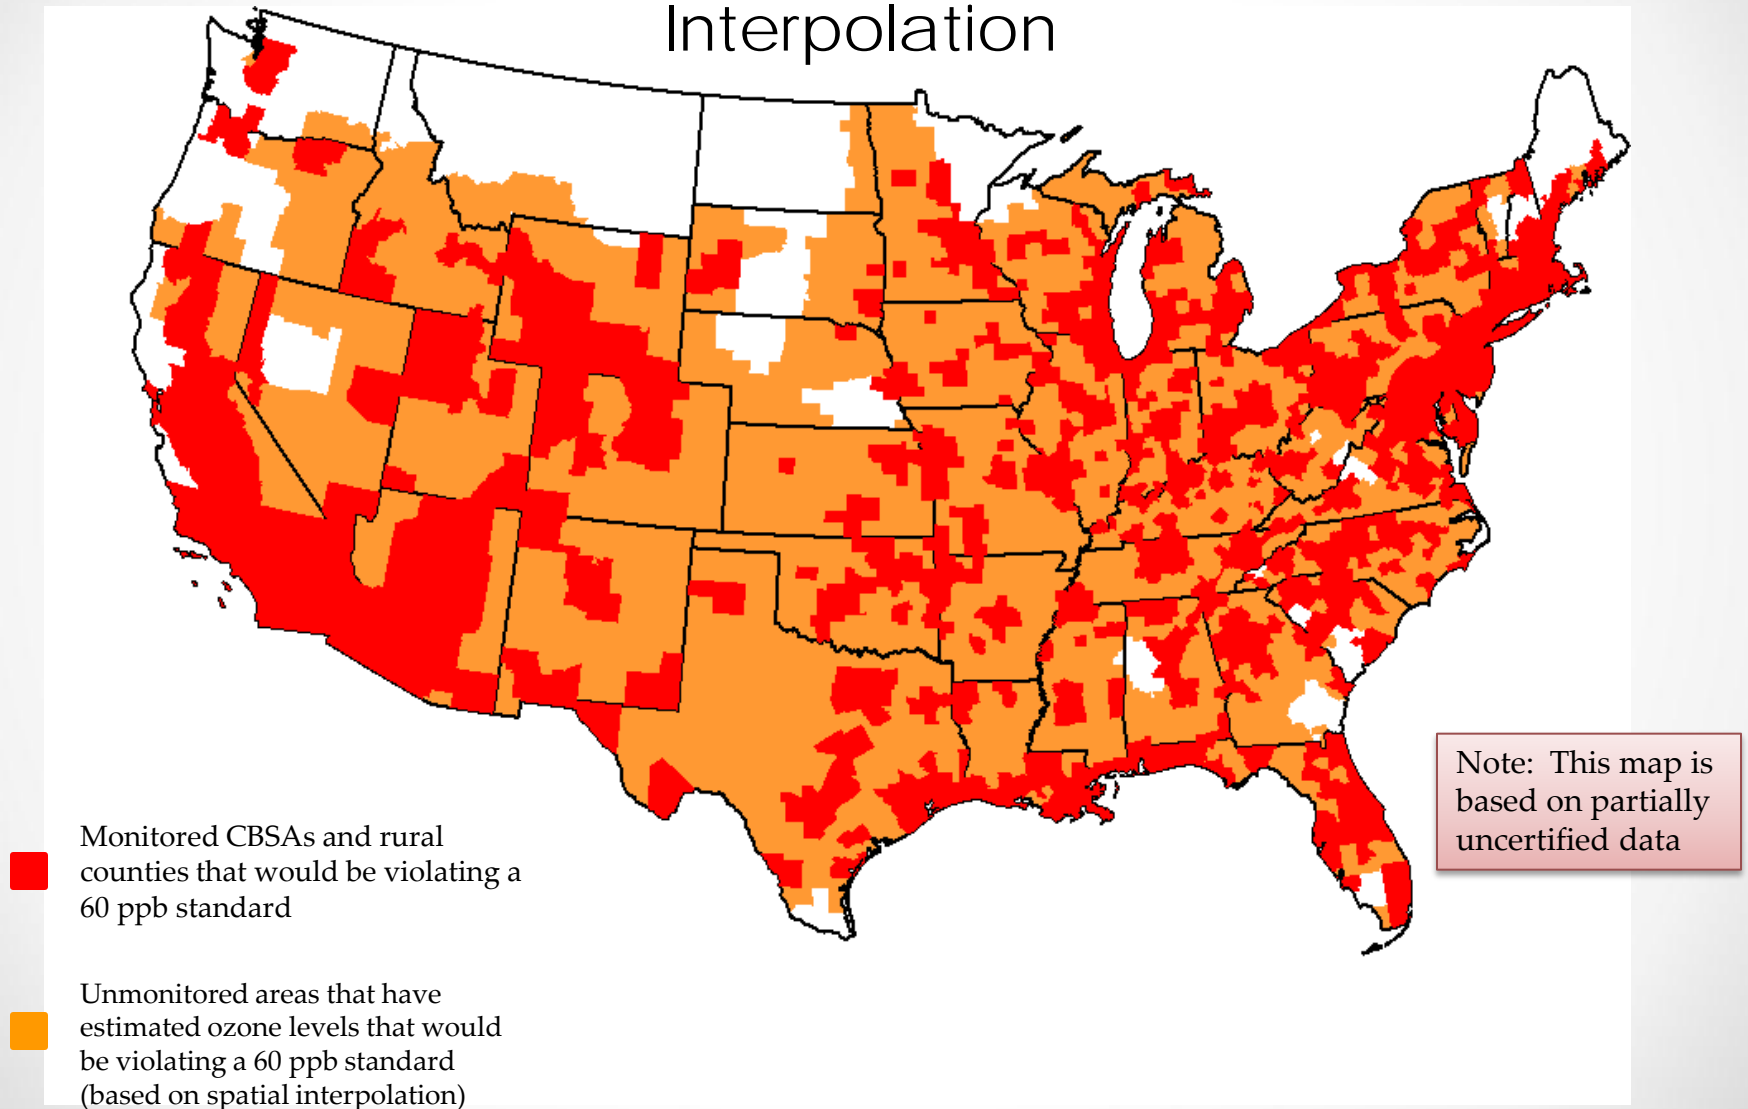 Interpolation
Note:  This map is
based on partially
uncertified data
Monitored CBSAs and rural
counties that would be violating a
60 ppb standard
Unmonitored areas that have
estimated ozone levels that would
be violating a 60 ppb standard
(based on spatial interpolation)